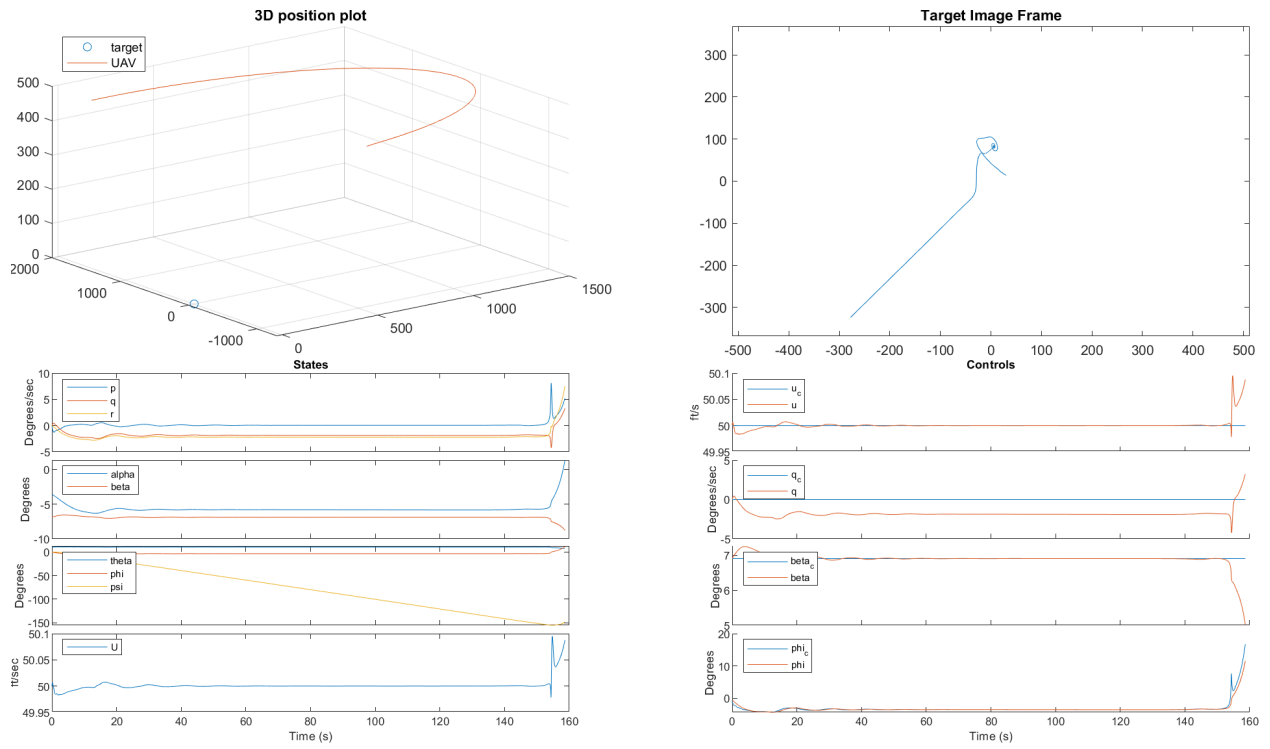 3D position plot
target
UAV
500
400
300
200
100
0
2000
1000
0
-1000
0
500
1000
1500
Target Image Frame
300
200
100
0
-100
-200
-300
-500 -400 -300 -200 -100 0 100 200 300 400 500
States
Degrees/sec
10
5
0
-5
p
q
r
Degrees
0
-5
-10
alpha
beta
Degrees
0
-50
-100
-150
theta
phi
psi
ft/sec
50.1
50.05
50
49.95
U
0 20 40 60 80 100 120 140 160
Time (s)
Controls
ft/s
50.1
50.05
50
49.95
u_c
u
Degrees/sec
5
0
-5
q_c
q
Degrees
7
6
5
beta_c
beta
Degrees
20
10
0
phi_c
phi
0 20 40 60 80 100 120 140 160
Time (s)